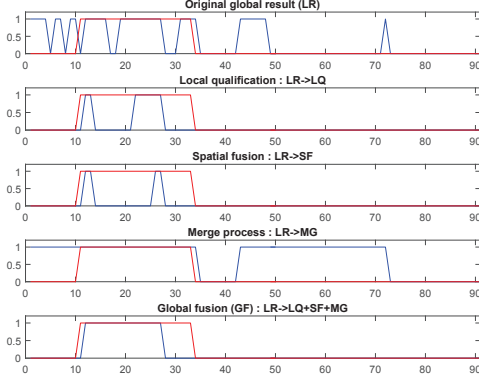 Original global result (LR)
1
0.5
0
0 10 20 30 40 50 60 70 80 90
Local qualification : LR->LQ
1
0.5
0
0 10 20 30 40 50 60 70 80 90
Spatial fusion : LR->SF
1
0.5
0
0 10 20 30 40 50 60 70 80 90
Merge process : LR->MG
1
0.5
0
0 10 20 30 40 50 60 70 80 90
Global fusion (GF) : LR->LQ+SF+MG
1
0.5
0
0 10 20 30 40 50 60 70 80 90